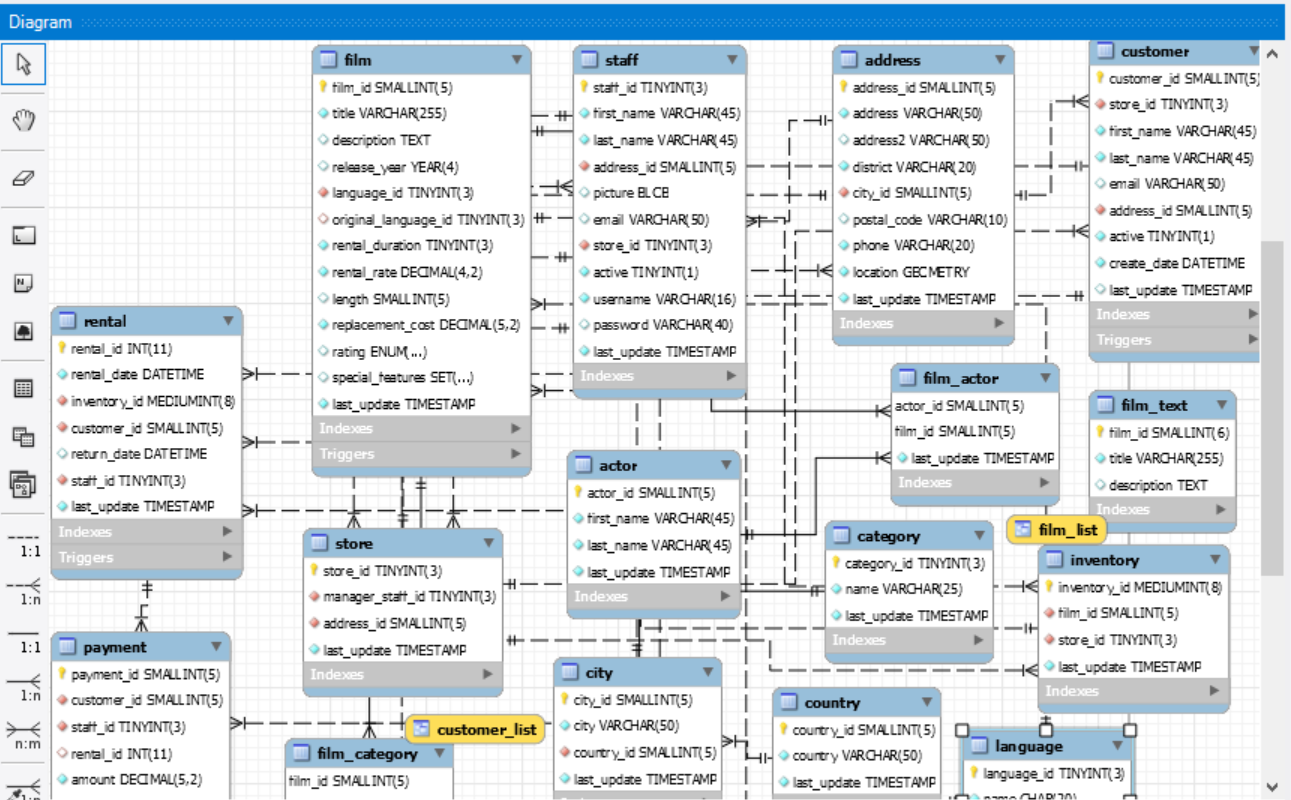 Diagram
film
film_id SMALLINT(5)
title VARCHAR(255)
description TEXT
release_year YEAR(4)
language_id TINYINT(3)
original_language_id TINYINT(3)
rental_duration TINYINT(3)
rental_rate DECIMAL(4,2)
length SMALLINT(5)
replacement_cost DECIMAL(5,2)
rating ENUM(...)
special_features SET(...)
last_update TIMESTAMP
Indexes
Triggers
staff
staff_id TINYINT(3)
first_name VARCHAR(45)
last_name VARCHAR(45)
address_id SMALLINT(5)
picture BLOB
email VARCHAR(50)
store_id TINYINT(3)
active TINYINT(1)
username VARCHAR(16)
password VARCHAR(40)
last_update TIMESTAMP
Indexes
address
address_id SMALLINT(5)
address VARCHAR(50)
address2 VARCHAR(50)
district VARCHAR(20)
city_id SMALLINT(5)
postal_code VARCHAR(10)
phone VARCHAR(20)
location GEOMETRY
last_update TIMESTAMP
Indexes
customer
customer_id SMALLINT(5)
store_id TINYINT(3)
first_name VARCHAR(45)
last_name VARCHAR(45)
email VARCHAR(50)
address_id SMALLINT(5)
active TINYINT(1)
create_date DATETIME
last_update TIMESTAMP
Indexes
Triggers
rental
rental_id INT(11)
rental_date DATETIME
inventory_id MEDIUMINT(8)
customer_id SMALLINT(5)
return_date DATETIME
staff_id TINYINT(3)
last_update TIMESTAMP
Indexes
Triggers
film_actor
actor_id SMALLINT(5)
film_id SMALLINT(5)
last_update TIMESTAMP
Indexes
film_text
film_id SMALLINT(6)
title VARCHAR(255)
description TEXT
Indexes
actor
actor_id SMALLINT(5)
first_name VARCHAR(45)
last_name VARCHAR(45)
last_update TIMESTAMP
Indexes
store
store_id TINYINT(3)
manager_staff_id TINYINT(3)
address_id SMALLINT(5)
last_update TIMESTAMP
Indexes
category
category_id TINYINT(3)
name VARCHAR(25)
last_update TIMESTAMP
Indexes
film_list
inventory
inventory_id MEDIUMINT(8)
film_id SMALLINT(5)
store_id TINYINT(3)
last_update TIMESTAMP
Indexes
1:1
1:n
1:1
1:n
n:m
1:n
payment
payment_id SMALLINT(5)
customer_id SMALLINT(5)
staff_id TINYINT(3)
rental_id INT(11)
amount DECIMAL(5,2)
customer_list
film_category
film_id SMALLINT(5)
city
city_id SMALLINT(5)
city VARCHAR(50)
country_id SMALLINT(5)
last_update TIMESTAMP
country
country_id SMALLINT(5)
country VARCHAR(50)
last_update TIMESTAMP
language
language_id TINYINT(3)
name CHAR(20)